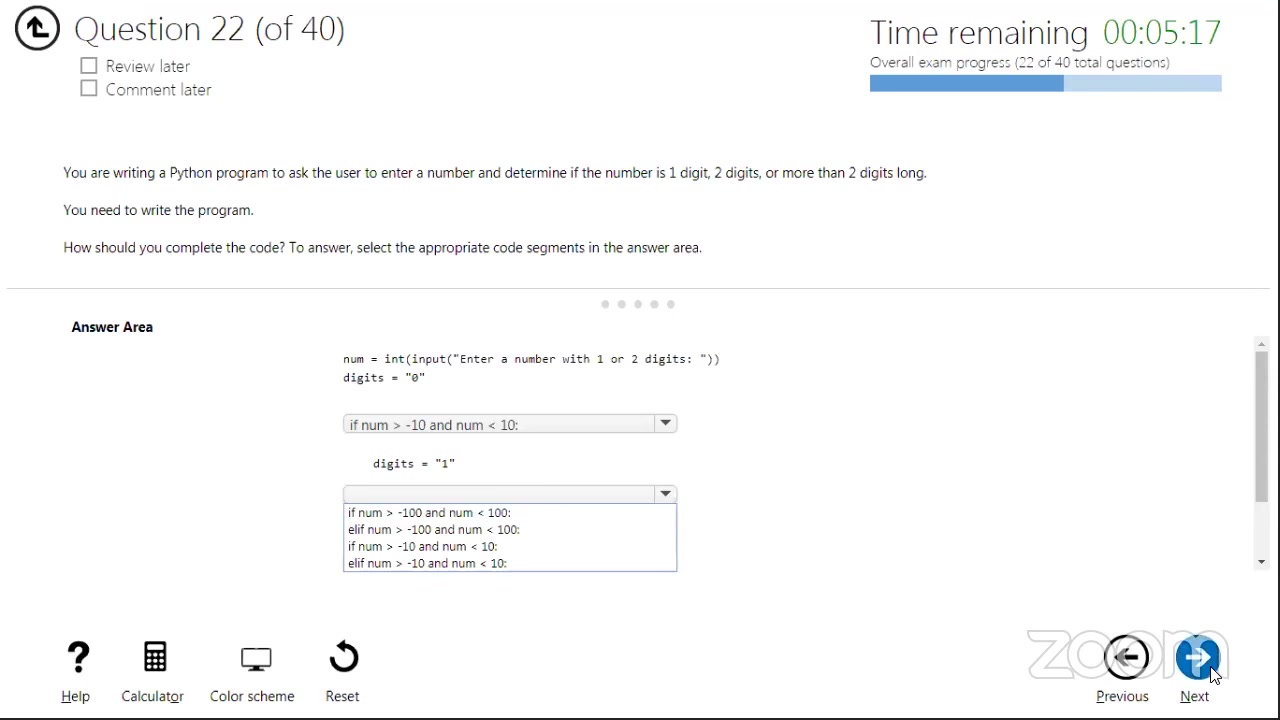 Question 22 (of 40)
Time remaining 00:05:17
Review later
Overall exam progress (22 of 40 total questions)
Comment later
You are writing a Python program to ask the user to enter a number and determine if the number is 1 digit, 2 digits, or more than 2 digits long.
You need to write the program.
How should you complete the code? To answer, select the appropriate code segments in the answer area.
Answer Area
num = int(input("Enter a number with 1 or 2 digits: "))
digits = "0"
if num > -10 and num < 10:
digits = "1"
if num > -100 and num < 100:
elif num > -100 and num < 100:
if num > -10 and num < 10:
elif num > -10 and num < 10:
zoom
Help
Calculator
Color scheme
Reset
Previous
Next